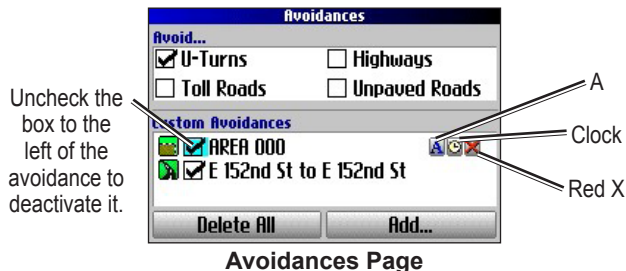 Avoidances
Avoid...
U-Turns
Highways
Toll Roads
Unpaved Roads
Custom Avoidances
AREA 000
A
E 152nd St to E 152nd St
Delete All
Add...
Uncheck the
box to the
left of the
avoidance to
deactivate it.
A
Clock
Red X
Avoidances Page